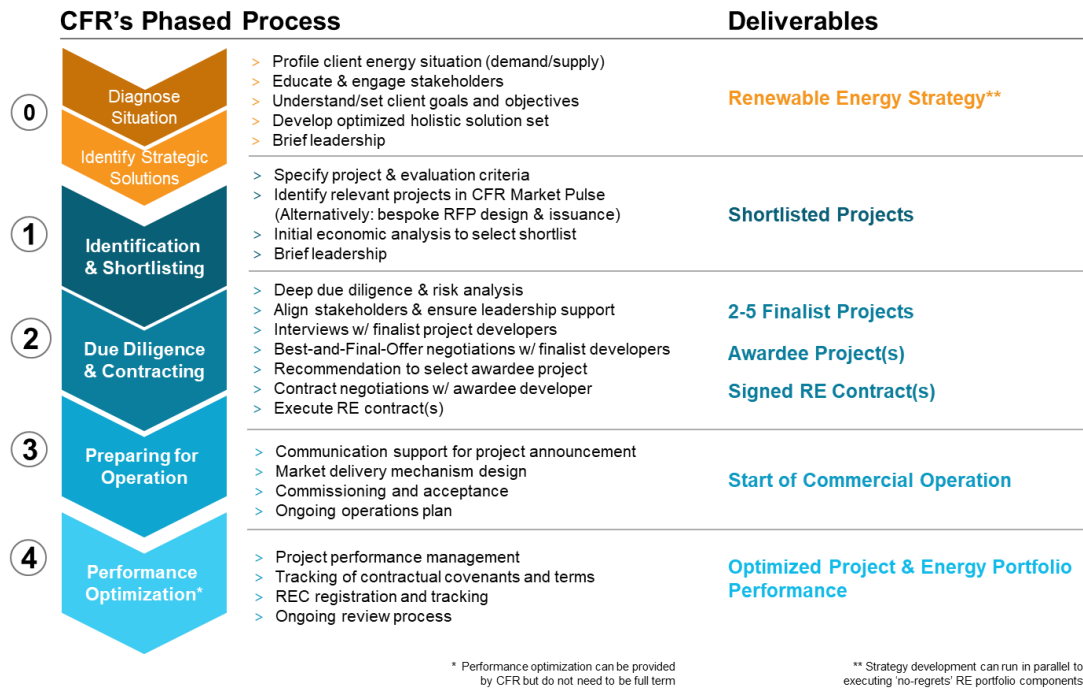 CFR's Phased Process
Deliverables
0
Diagnose
Situation
Identify Strategic
Solutions
> Profile client energy situation (demand/supply)
> Educate & engage stakeholders
> Understand/set client goals and objectives
> Develop optimized holistic solution set
> Brief leadership
Renewable Energy Strategy**
1
Identification
& Shortlisting
> Specify project & evaluation criteria
> Identify relevant projects in CFR Market Pulse
(Alternatively: bespoke RFP design & issuance)
> Initial economic analysis to select shortlist
> Brief leadership
Shortlisted Projects
2
Due Diligence
& Contracting
> Deep due diligence & risk analysis
> Align stakeholders & ensure leadership support
> Interviews w/ finalist project developers
> Best-and-Final-Offer negotiations w/ finalist developers
> Recommendation to select awardee project
> Contract negotiations w/ awardee developer
> Execute RE contract(s)
2-5 Finalist Projects
Awardee Project(s)
Signed RE Contract(s)
3
Preparing for
Operation
> Communication support for project announcement
> Market delivery mechanism design
> Commissioning and acceptance
> Ongoing operations plan
Start of Commercial Operation
4
Performance
Optimization*
> Project performance management
> Tracking of contractual covenants and terms
> REC registration and tracking
> Ongoing review process
Optimized Project & Energy Portfolio
Performance
* Performance optimization can be provided
by CFR but do not need to be full term
** Strategy development can run in parallel to
executing 'no-regrets' RE portfolio components